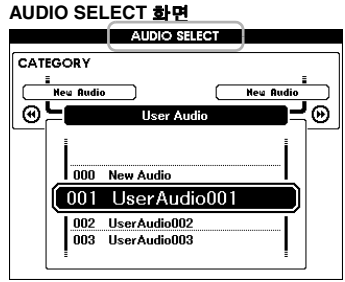 AUDIO SELECT 화면
AUDIO SELECT
CATEGORY
New Audio New Audio
User Audio
000 New Audio
001 UserAudio001
002 UserAudio002
003 UserAudio003